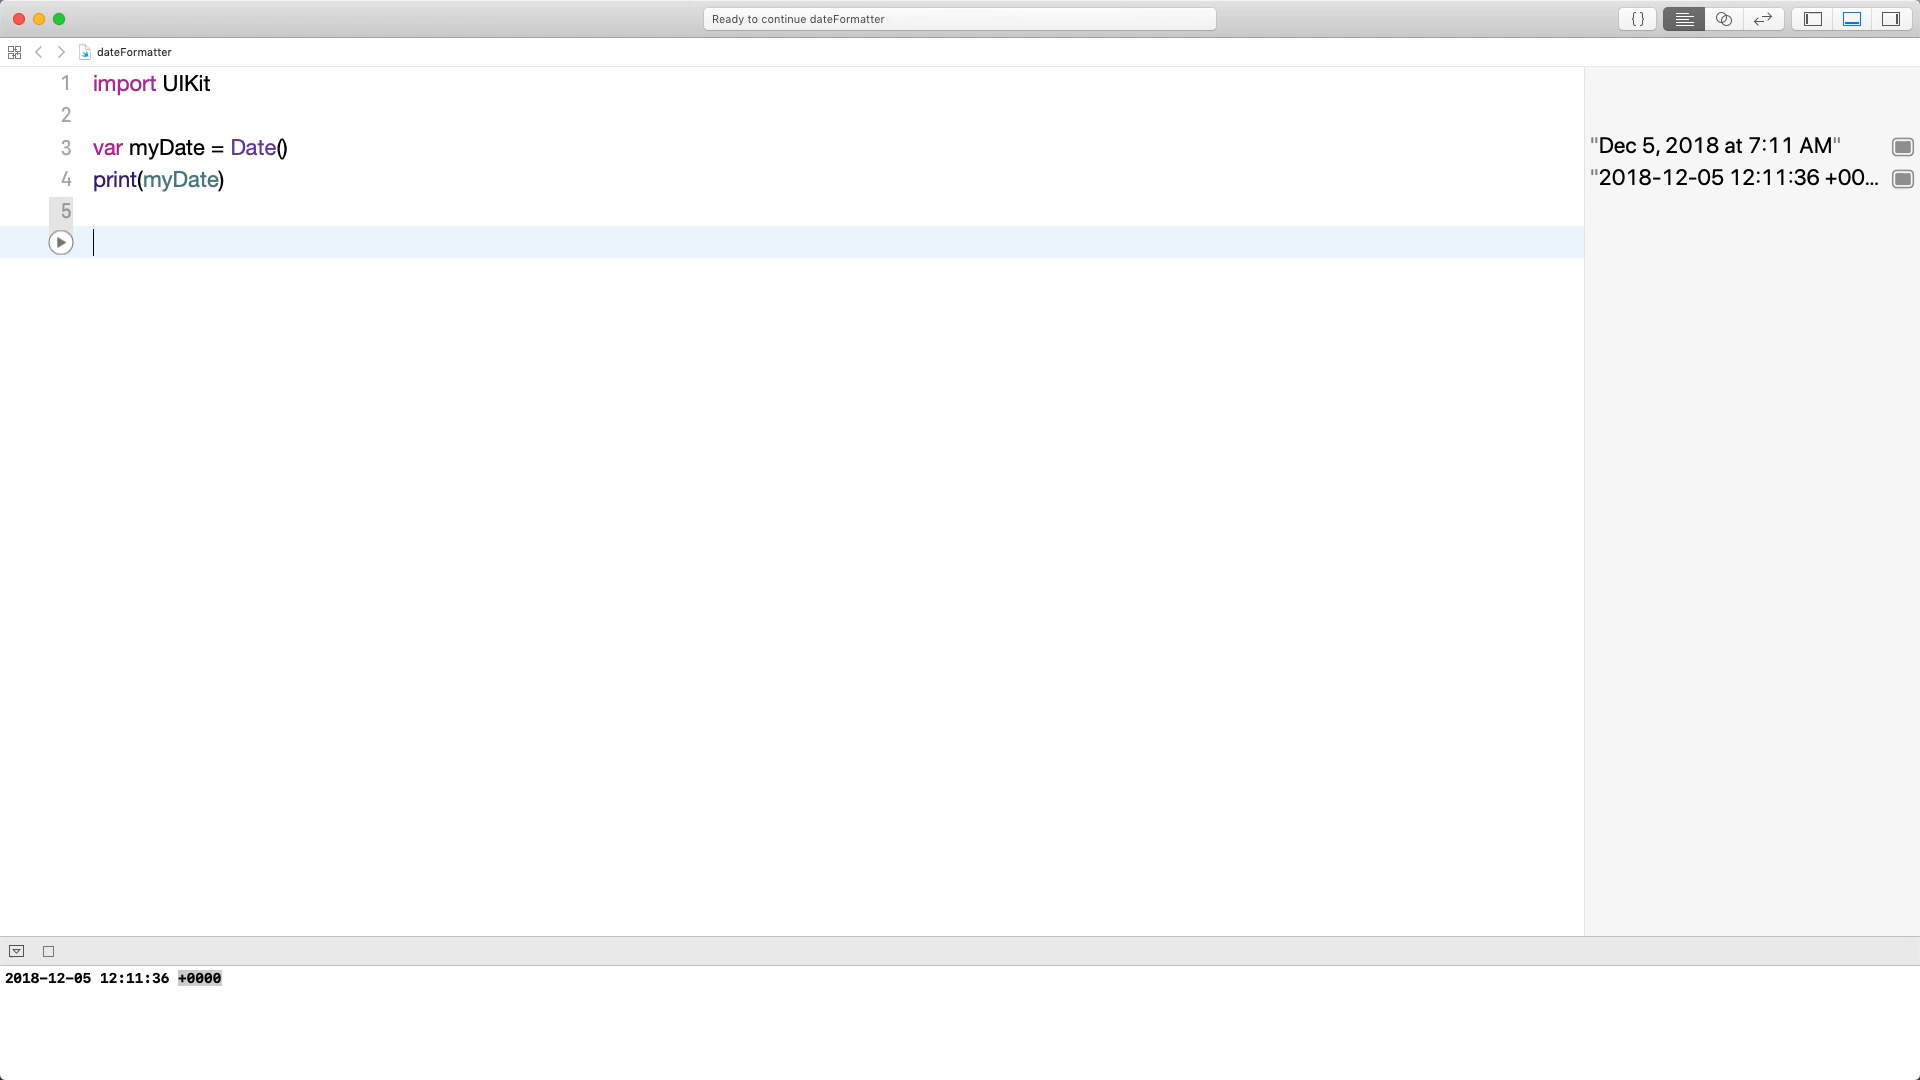 Ready to continue dateFormatter
{ }
dateFormatter
1 import UIKit
2
3 var myDate = Date()
4 print(myDate)
5
"Dec 5, 2018 at 7:11 AM"
"2018-12-05 12:11:36 +00...
2018-12-05 12:11:36 +0000